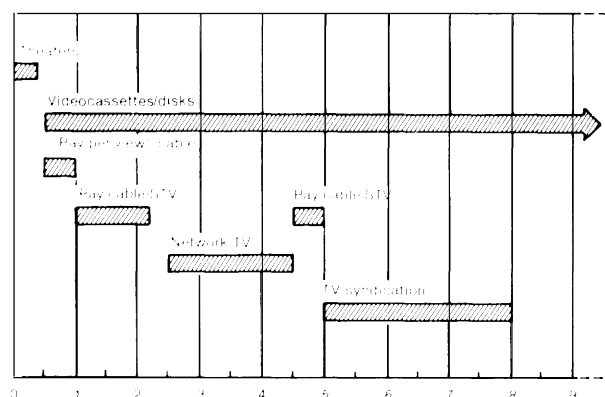 Theaters
Videocassettes/disks
Pay per view cable
Pay cable/STV
Pay cable/STV
Network TV
TV syndication
0 1 2 3 4 5 6 7 8 9